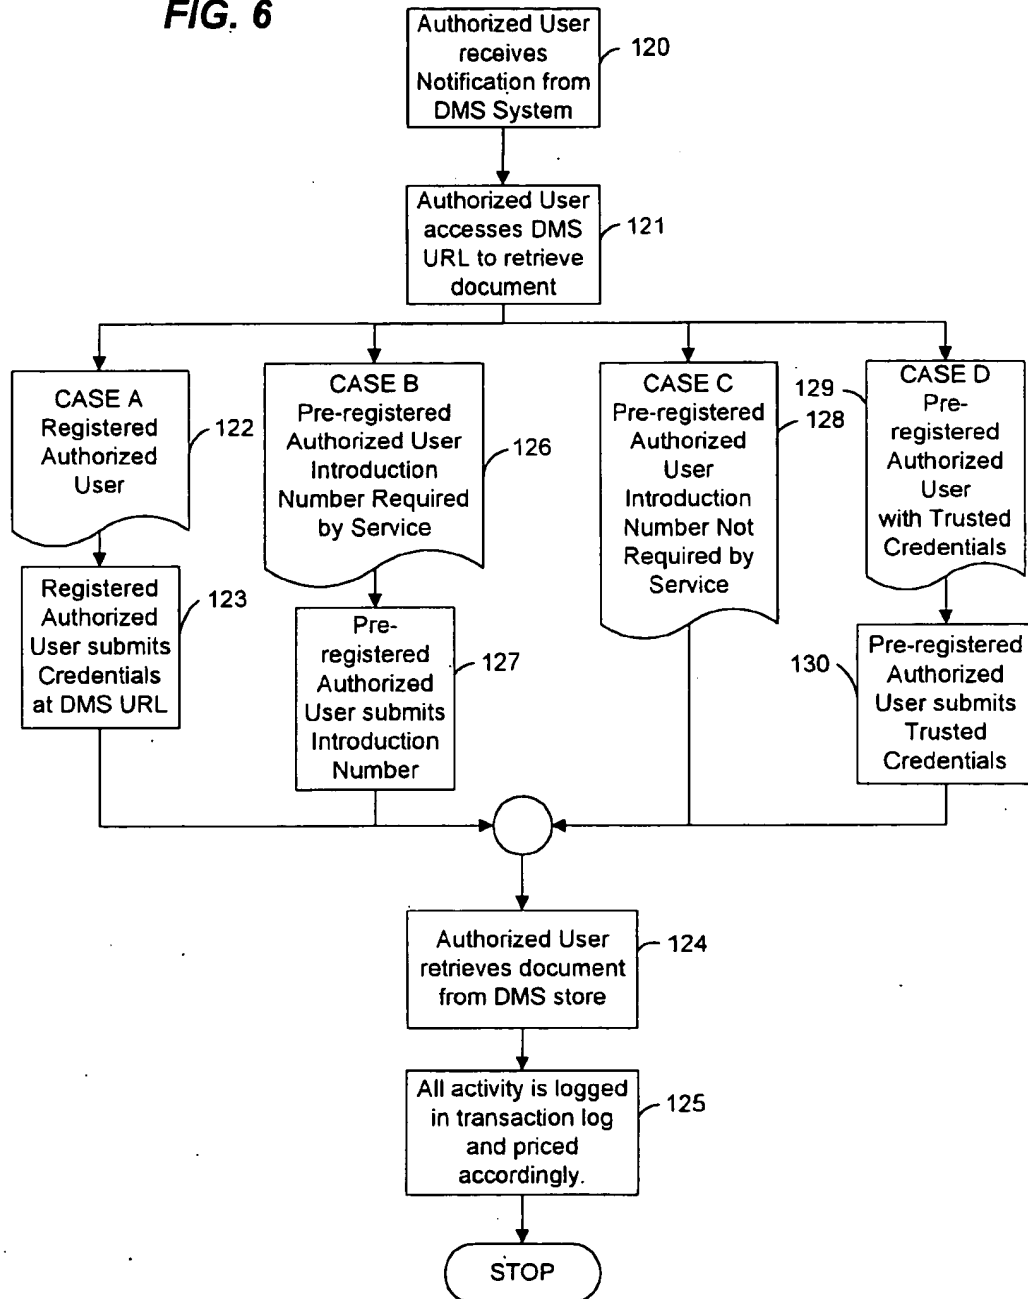 FIG. 6
Authorized User
receives
Notification from
DMS System
120
Authorized User
accesses DMS
URL to retrieve
document
121
CASE A
Registered
Authorized
User
122
Registered
Authorized
User submits
Credentials
at DMS URL
123
CASE B
Pre-registered
Authorized User
Introduction
Number Required
by Service
126
Pre-
registered
Authorized
User submits
Introduction
Number
127
CASE C
Pre-registered
Authorized
User
Introduction
Number Not
Required by
Service
128
129
CASE D
Pre-
registered
Authorized
User
with Trusted
Credentials
130
Pre-registered
Authorized
User submits
Trusted
Credentials
Authorized User
retrieves document
from DMS store
124
All activity is logged
in transaction log
and priced
accordingly.
125
STOP